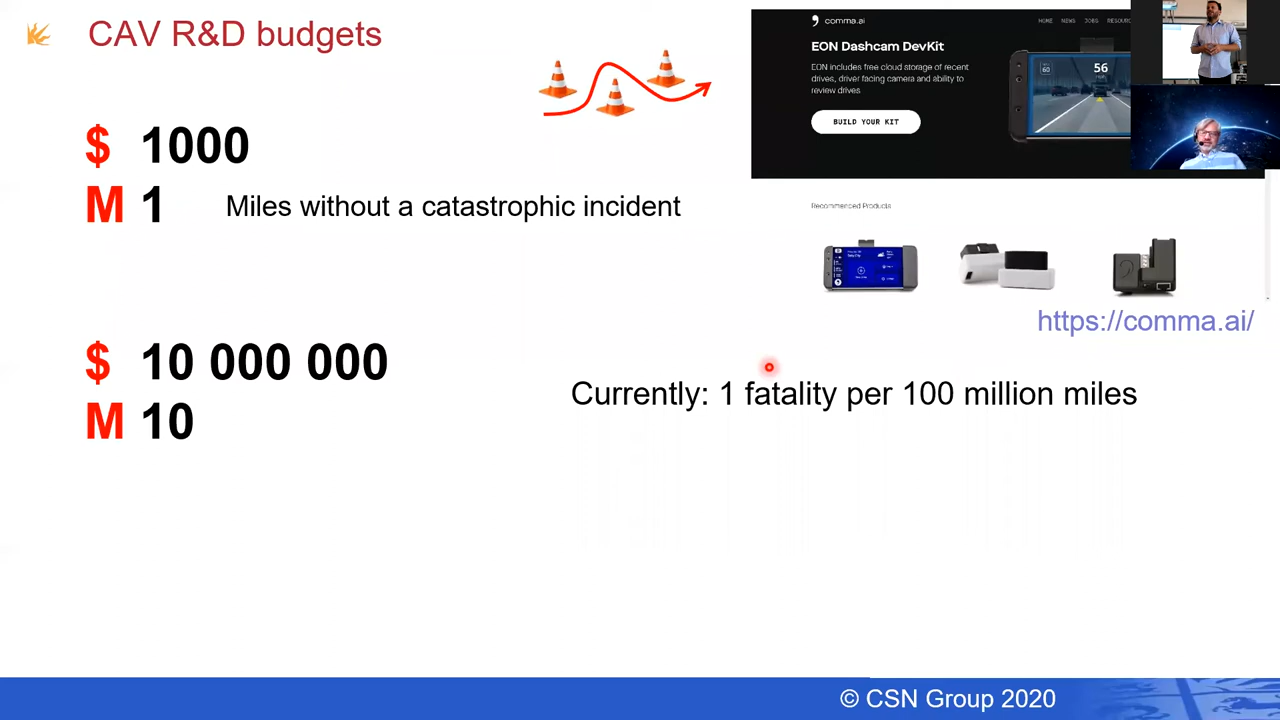 CAV R&D budgets
$ 1000
M 1
Miles without a catastrophic incident
$ 10 000 000
M 10
comma.ai
HOME NEWS JOBS
EON Dashcam DevKit
EON includes free cloud storage of recent
drives, driver facing camera and ability to
review drives
BUILD YOUR KIT
60
56
Recommended Products
https://comma.ai/
Currently: 1 fatality per 100 million miles
© CSN Group 2020